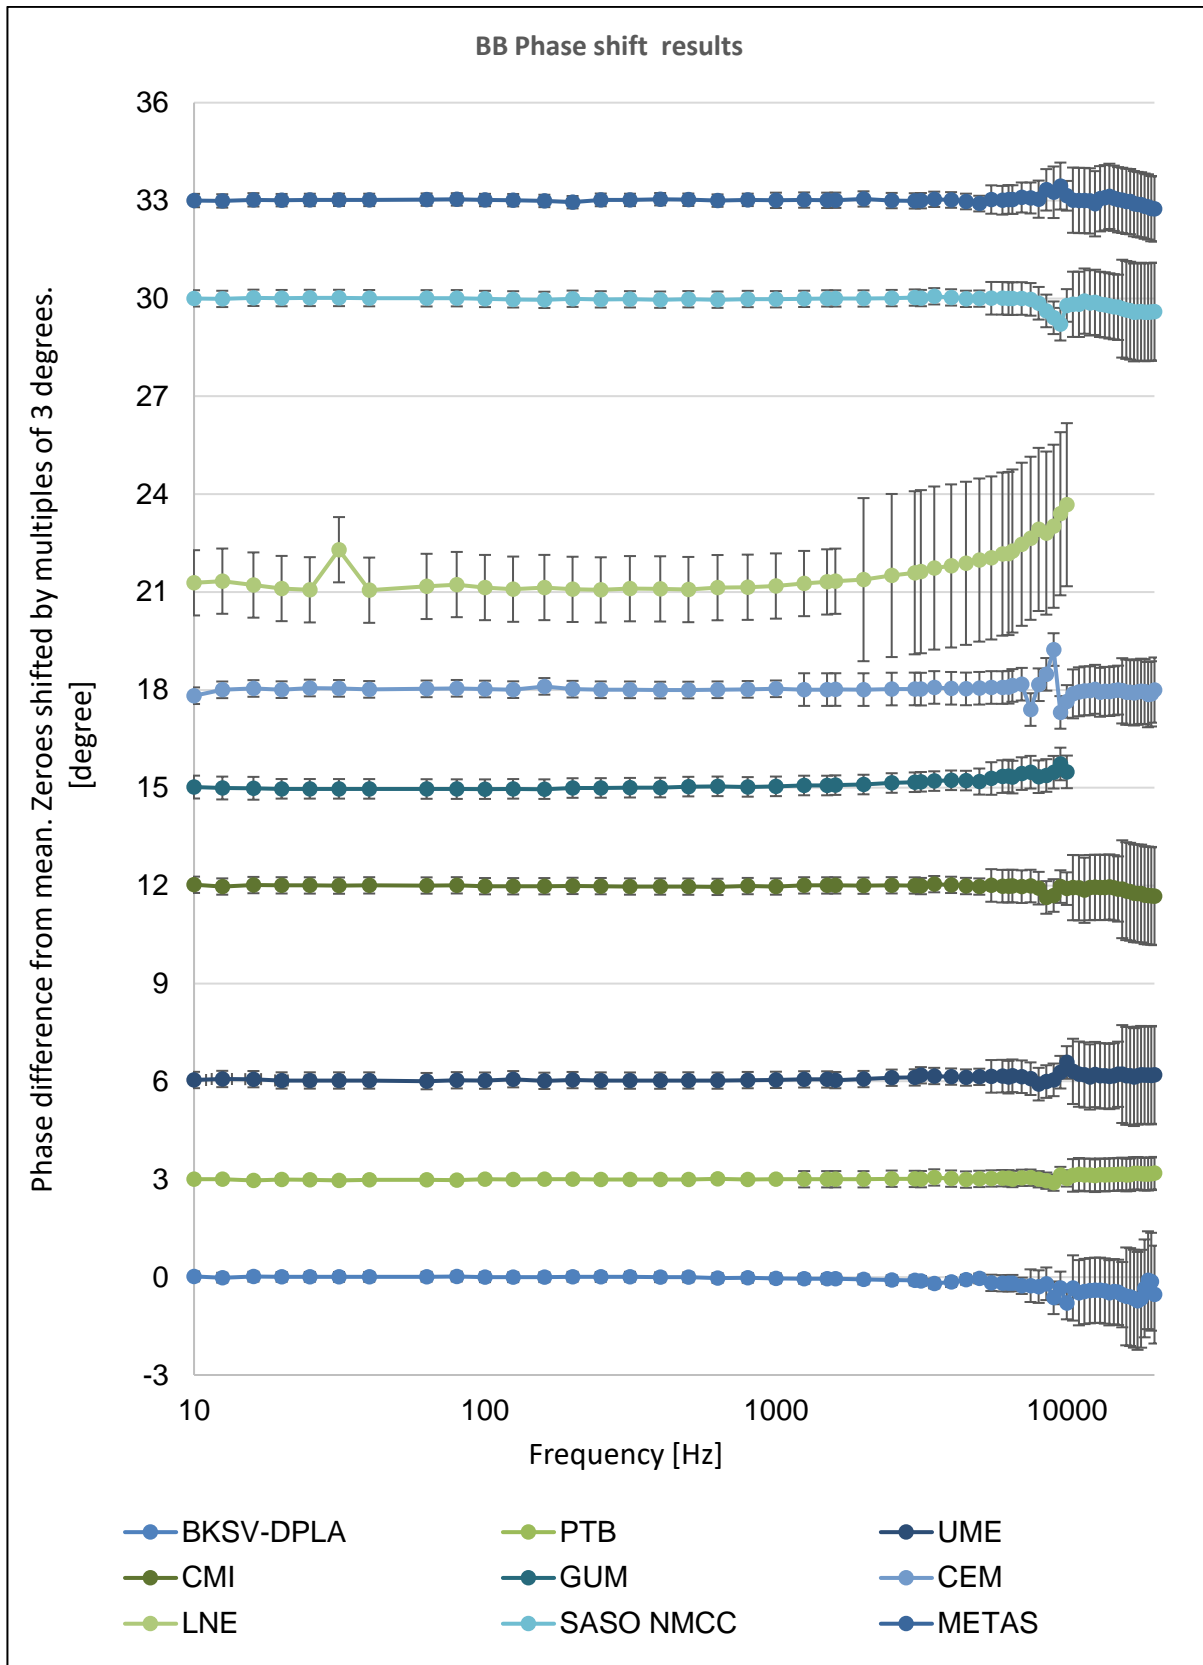 BB Phase shift  results
Phase difference from mean. Zeroes shifted by multiples of 3 degrees.
[degree]
36
33
30
27
24
21
18
15
12
9
6
3
0
-3
10
100
1000
10000
Frequency [Hz]
BKSV-DPLA
PTB
UME
CMI
GUM
CEM
LNE
SASO NMCC
METAS